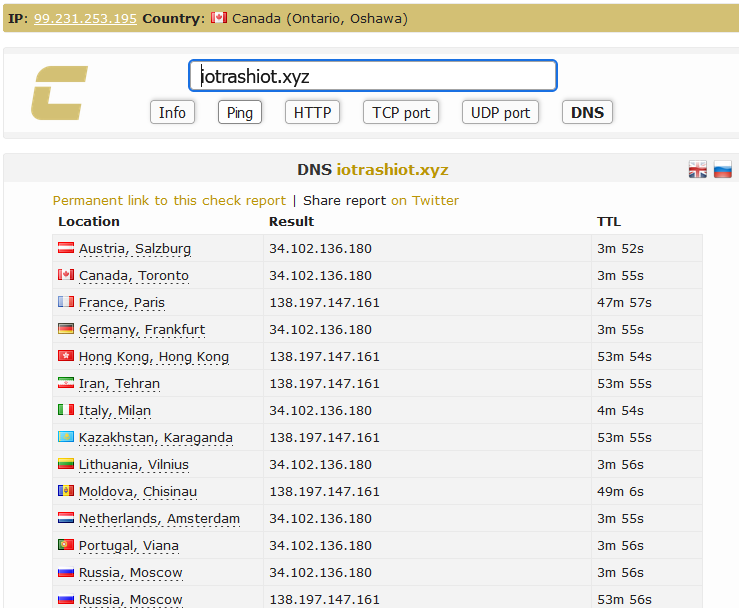 IP: 99.231.253.195 Country: Canada (Ontario, Oshawa)
iotrashiot.xyz
Info Ping HTTP TCP port UDP port DNS
DNS iotrashiot.xyz
Permanent link to this check report | Share report on Twitter
Location Result TTL
Austria, Salzburg 34.102.136.180 3m 52s
Canada, Toronto 34.102.136.180 3m 55s
France, Paris 138.197.147.161 47m 57s
Germany, Frankfurt 34.102.136.180 3m 55s
Hong Kong, Hong Kong 138.197.147.161 53m 54s
Iran, Tehran 138.197.147.161 53m 55s
Italy, Milan 34.102.136.180 4m 54s
Kazakhstan, Karaganda 138.197.147.161 53m 55s
Lithuania, Vilnius 34.102.136.180 3m 56s
Moldova, Chisinau 138.197.147.161 49m 6s
Netherlands, Amsterdam 34.102.136.180 3m 55s
Portugal, Viana 34.102.136.180 3m 56s
Russia, Moscow 34.102.136.180 3m 56s
Russia, Moscow 138.197.147.161 53m 56s